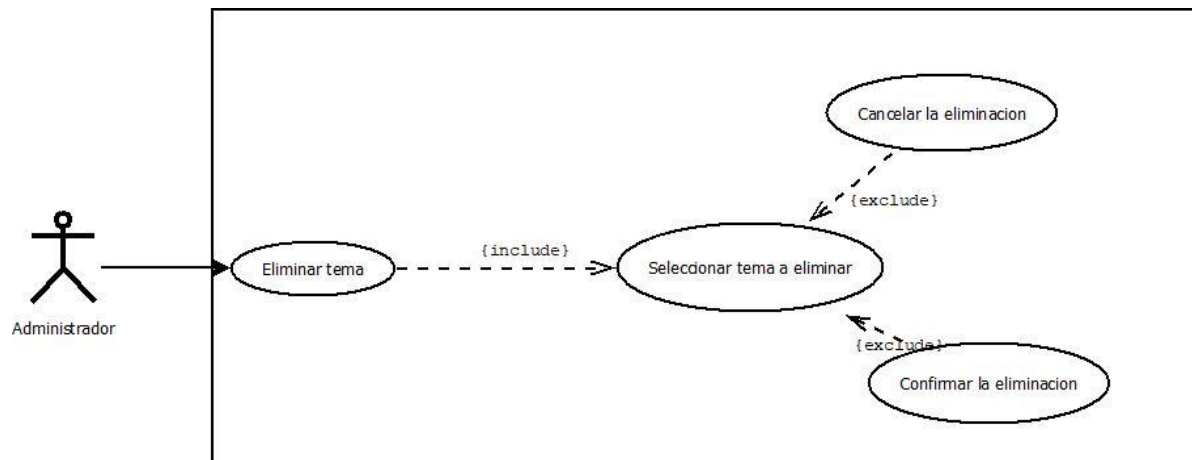 Cancelar la eliminacion
{exclude}
{include}
Eliminar tema
Seleccionar tema a eliminar
Administrador
{exclude}
Confirmar la eliminacion